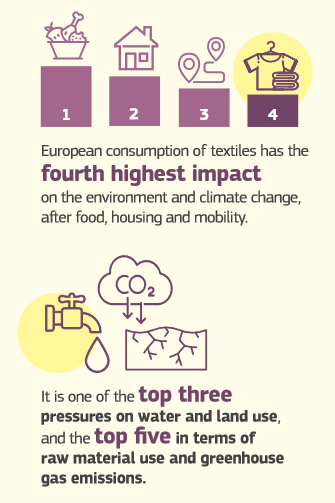 1 2 3 4
European consumption of textiles has the
fourth highest impact
on the environment and climate change,
after food, housing and mobility.
CO2
It is one of the top three
pressures on water and land use,
and the top five in terms of
raw material use and greenhouse
gas emissions.